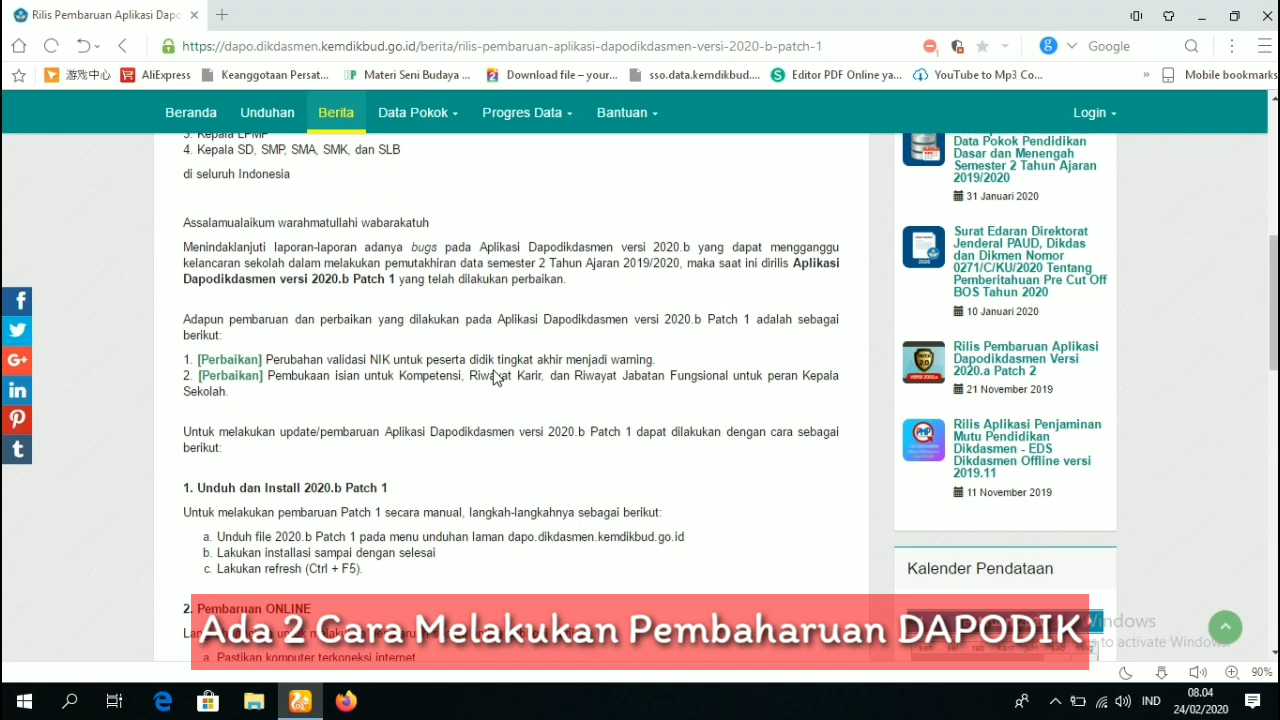 Rilis Pembaruan Aplikasi Dapo
https://dapo.dikdasmen.kemdikbud.go.id/berita/rilis-pembaruan-aplikasi-dapodikdasmen-versi-2020-b-patch-1
Google
游戏中心
AliExpress
Keanggotaan Persat...
Materi Seni Budaya ...
Download file – your...
sso.data.kemdikbud....
Editor PDF Online ya...
YouTube to Mp3 Co...
»
Mobile bookmarks
Beranda
Unduhan
Berita
Data Pokok
Progres Data
Bantuan
Login
3. Kepala LPMP
4. Kepala SD, SMP, SMA, SMK, dan SLB
di seluruh Indonesia
Assalamualaikum warahmatullahi wabarakatuh
Menindaklanjuti laporan-laporan adanya bugs pada Aplikasi Dapodikdasmen versi 2020.b yang dapat mengganggu
kelancaran sekolah dalam melakukan pemutakhiran data semester 2 Tahun Ajaran 2019/2020, maka saat ini dirilis Aplikasi
Dapodikdasmen versi 2020.b Patch 1 yang telah dilakukan perbaikan.
Adapun pembaruan dan perbaikan yang dilakukan pada Aplikasi Dapodikdasmen versi 2020.b Patch 1 adalah sebagai
berikut:
1. [Perbaikan] Perubahan validasi NIK untuk peserta didik tingkat akhir menjadi warning.
2. [Perbaikan] Pembukaan isian untuk Kompetensi, Riwayat Karir, dan Riwayat Jabatan Fungsional untuk peran Kepala
Sekolah.
Untuk melakukan update/pembaruan Aplikasi Dapodikdasmen versi 2020.b Patch 1 dapat dilakukan dengan cara sebagai
berikut:
1. Unduh dan Install 2020.b Patch 1
Untuk melakukan pembaruan Patch 1 secara manual, langkah-langkahnya sebagai berikut:
a. Unduh file 2020.b Patch 1 pada menu unduhan laman dapo.dikdasmen.kemdikbud.go.id
b. Lakukan installasi sampai dengan selesai
c. Lakukan refresh (Ctrl + F5).
2. Pembaruan ONLINE
a. Pastikan komputer terkoneksi internet
Data Pokok Pendidikan
Dasar dan Menengah
Semester 2 Tahun Ajaran
2019/2020
31 Januari 2020
Surat Edaran Direktorat
Jenderal PAUD, Dikdas
dan Dikmen Nomor
0271/C/KU/2020 Tentang
Pemberitahuan Pre Cut Off
BOS Tahun 2020
10 Januari 2020
Rilis Pembaruan Aplikasi
Dapodikdasmen Versi
2020.a Patch 2
21 November 2019
Rilis Aplikasi Penjaminan
Mutu Pendidikan
Dikdasmen - EDS
Dikdasmen Offline versi
2019.11
11 November 2019
Kalender Pendataan
Ada 2 Cara Melakukan Pembaharuan DAPODIK
indows
s to activate Windows.
90%
IND
08.04
24/02/2020